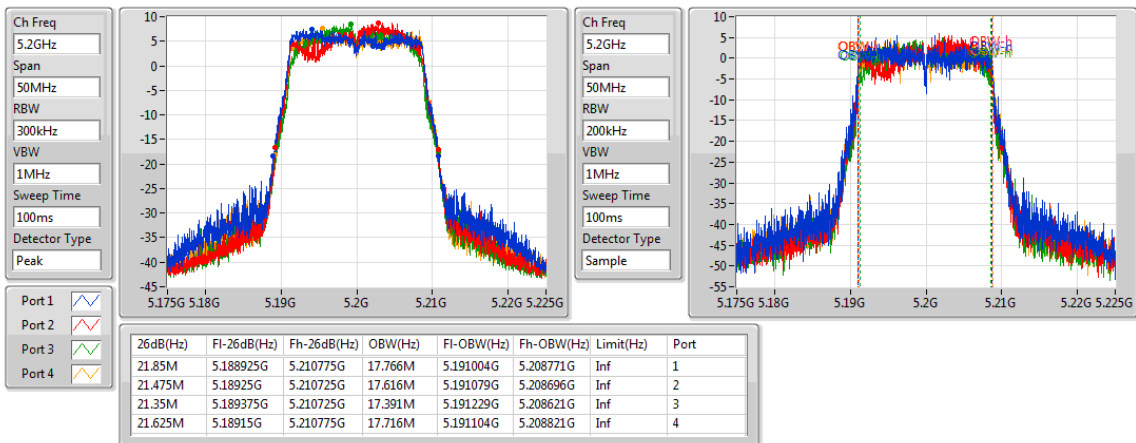 Ch Freq
5.2GHz
Span
50MHz
RBW
300kHz
VBW
1MHz
Sweep Time
100ms
Detector Type
Peak
10
5
0
-5
-10
-15
-20
-25
-30
-35
-40
-45
5.175G 5.18G 5.19G 5.2G 5.21G 5.22G 5.225G
Ch Freq
5.2GHz
Span
50MHz
RBW
200kHz
VBW
1MHz
Sweep Time
100ms
Detector Type
Sample
10
5
0
-5
-10
-15
-20
-25
-30
-35
-40
-45
-50
-55
5.175G 5.18G 5.19G 5.2G 5.21G 5.22G 5.225G
Port 1
Port 2
Port 3
Port 4
26dB(Hz) Fl-26dB(Hz) Fh-26dB(Hz) OBW(Hz) Fl-OBW(Hz) Fh-OBW(Hz) Limit(Hz) Port
21.85M 5.188925G 5.210775G 17.766M 5.191004G 5.208771G Inf 1
21.475M 5.18925G 5.210725G 17.616M 5.191079G 5.208696G Inf 2
21.35M 5.189375G 5.210725G 17.391M 5.191229G 5.208621G Inf 3
21.625M 5.18915G 5.210775G 17.716M 5.191104G 5.208821G Inf 4